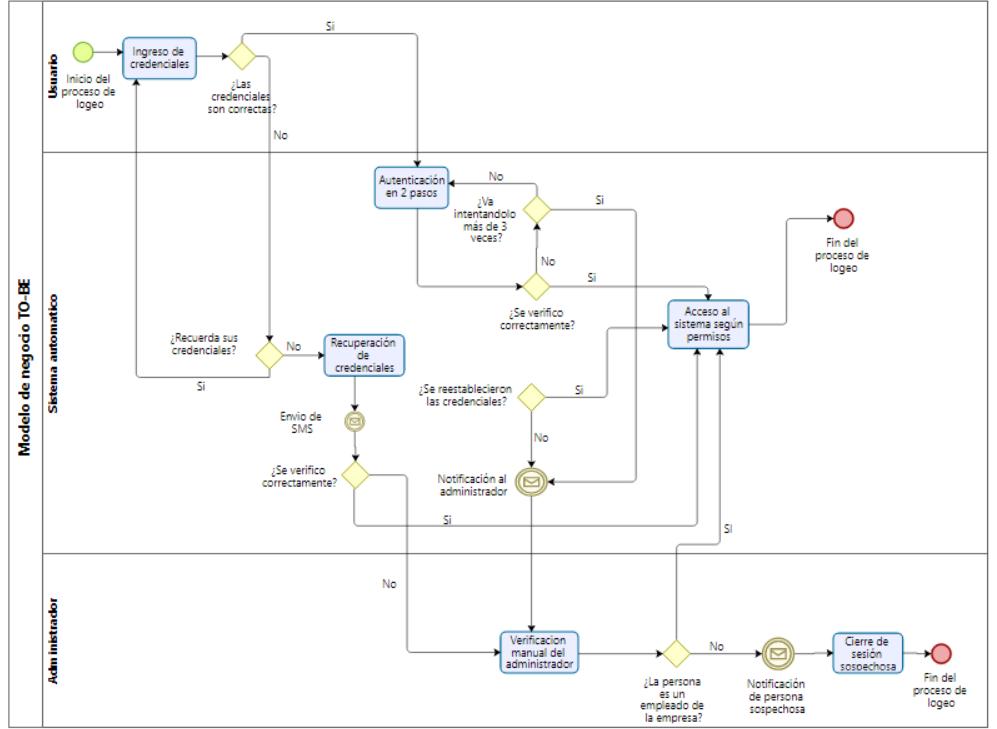 Modelo de negocio TO-BE
Usuario
Inicio del
proceso de
logeo
Ingreso de
credenciales
¿Las
credenciales
son correctas?
Si
No
Sistema automatico
Autenticación
en 2 pasos
No
¿Va
intentandolo
más de 3
veces?
Si
No
¿Se verifico
correctamente?
Si
Acceso al
sistema según
permisos
Fin del
proceso de
logeo
¿Recuerda sus
credenciales?
No
Si
Recuperación
de
credenciales
Envio de
SMS
¿Se verifico
correctamente?
Si
No
¿Se reestablecieron
las credenciales?
Si
No
Notificación al
administrador
Administrador
Verificacion
manual del
administrador
¿La persona
es un
empleado de
la empresa?
SI
No
Notificación
de persona
sospechosa
Cierre de
sesión
sospechosa
Fin del
proceso de
logeo